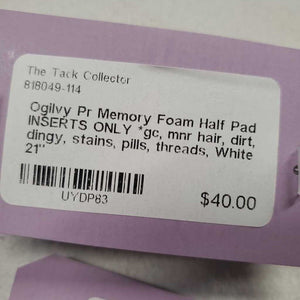 The Tack Collector
818049-114
Ogilvy Pr Memory Foam Half Pad
INSERTS ONLY *gc, mnr hair, dirt,
dingy, stains, pills, threads, White
21"
UYDP63
$40.00